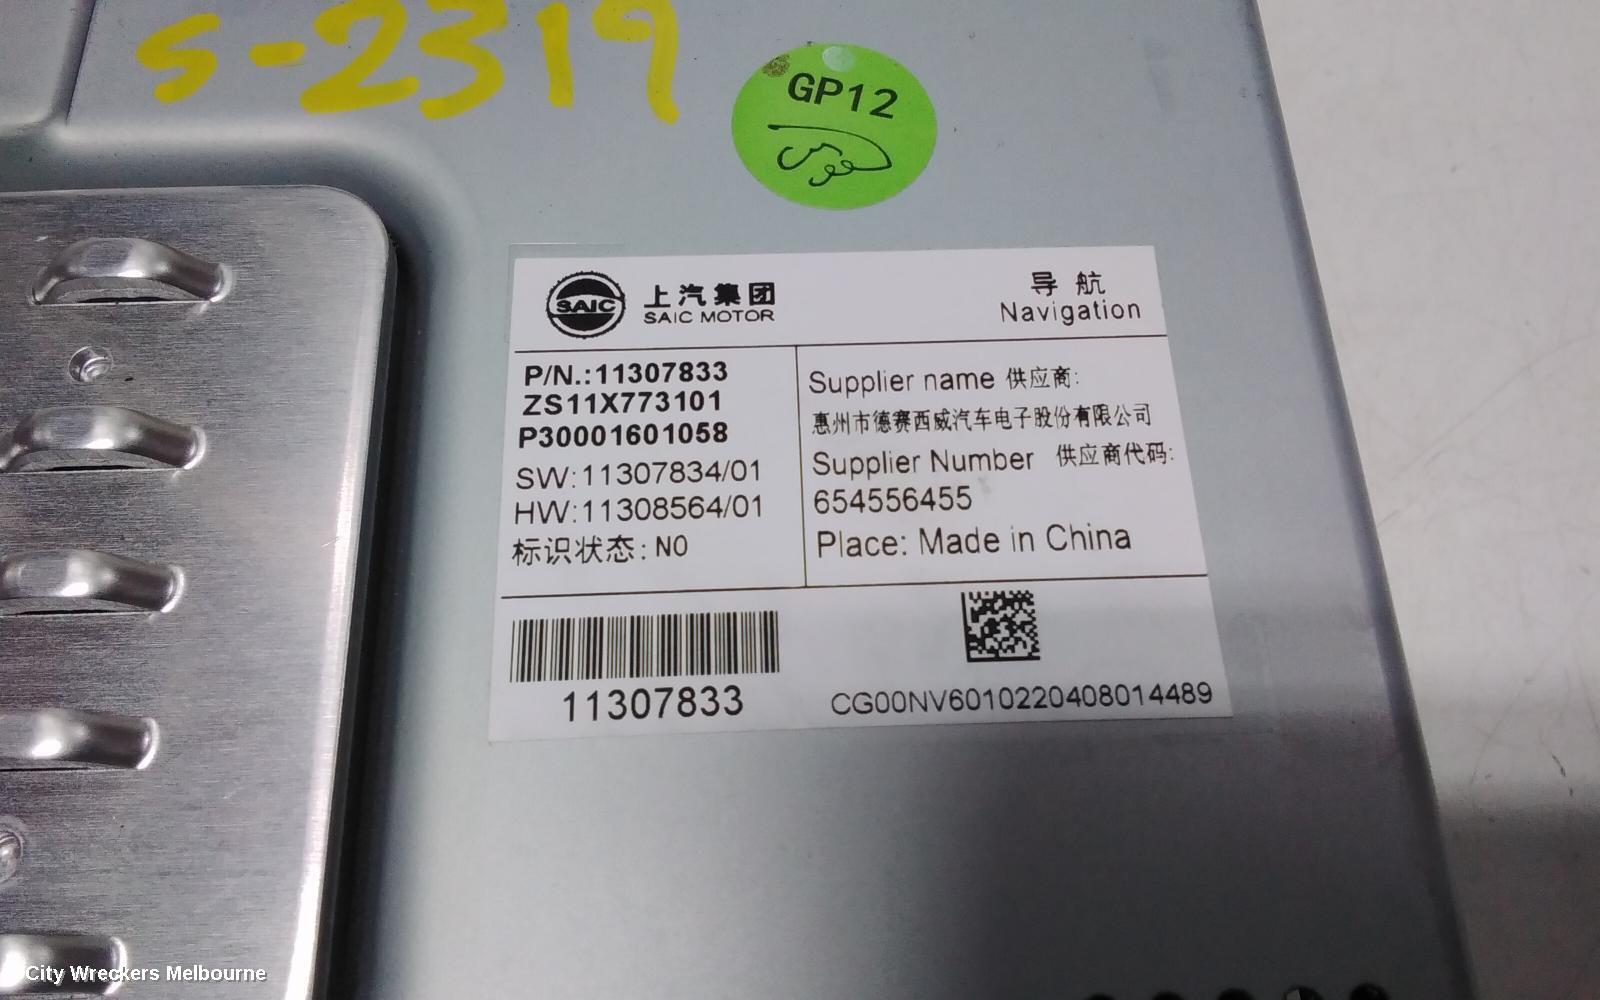 s-2319
GP12
SAIC
上汽集团
SAIC MOTOR
导航
Navigation
P/N.:11307833
ZS11X773101
P30001601058
SW:11307834/01
HW:11308564/01
标识状态:NO
Supplier name 供应商:
惠州市德赛西威汽车电子股份有限公司
Supplier Number 供应商代码:
654556455
Place: Made in China
11307833
CG00NV6010220408014489
City Wreckers Melbourne